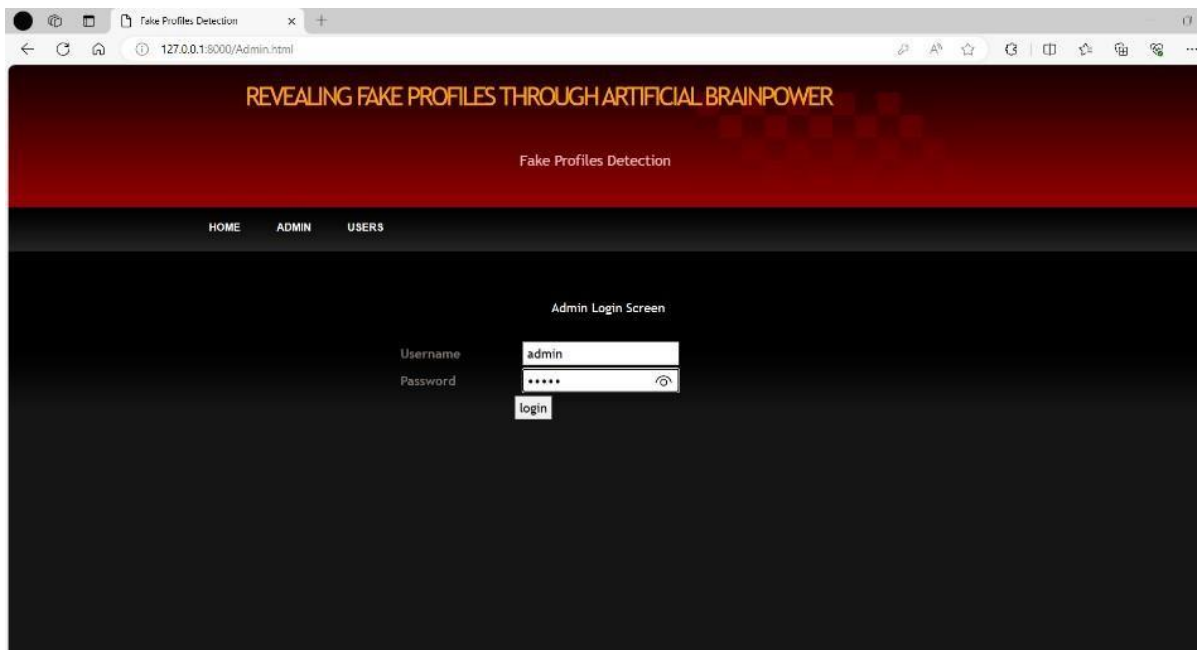 Fake Profiles Detection
127.0.0.1:8000/Admin.html
REVEALING FAKE PROFILES THROUGH ARTIFICIAL BRAINPOWER
Fake Profiles Detection
HOME ADMIN USERS
Admin Login Screen
Username admin
Password •••••
login